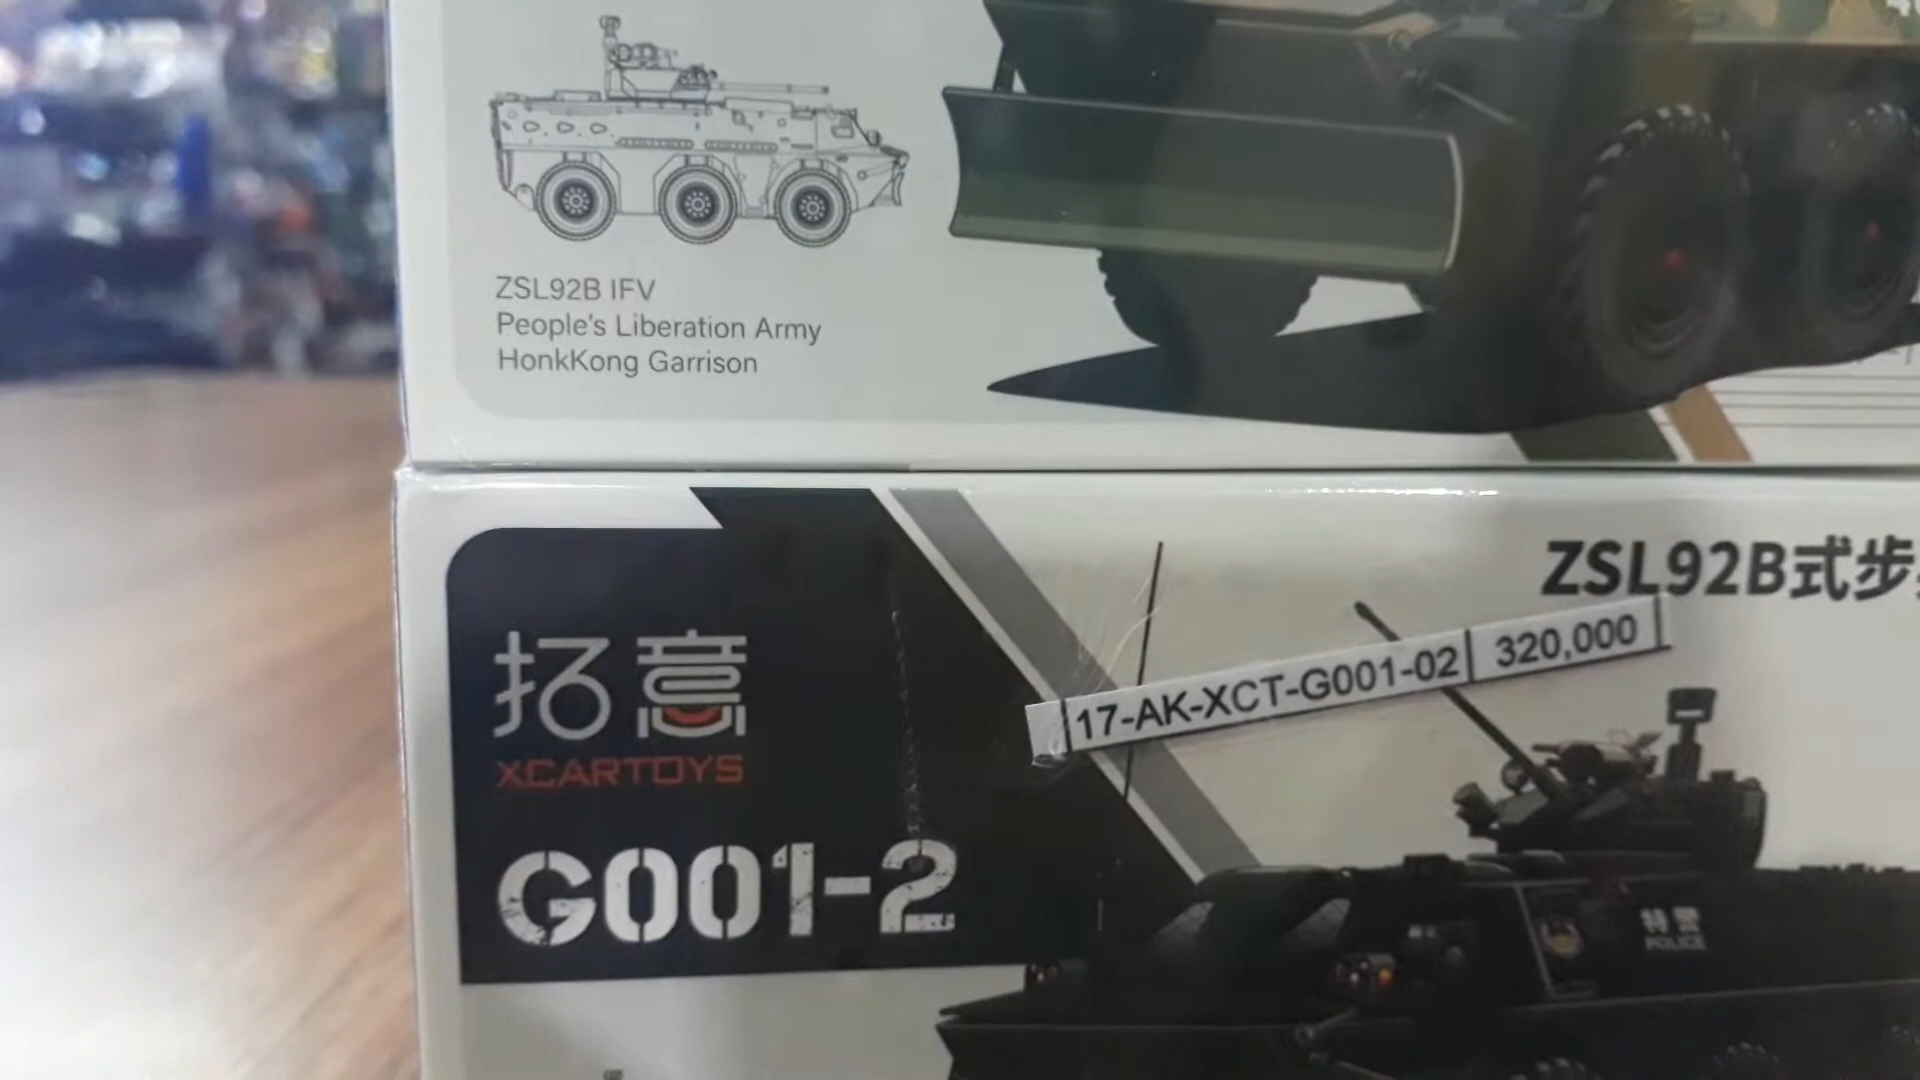 ZSL92B IFV
People's Liberation Army
HonkKong Garrison
ZSL92B式步
17-AK-XCT-G001-02 320,000
拓意
XCARTOYS
G001-2
特警
POLICE